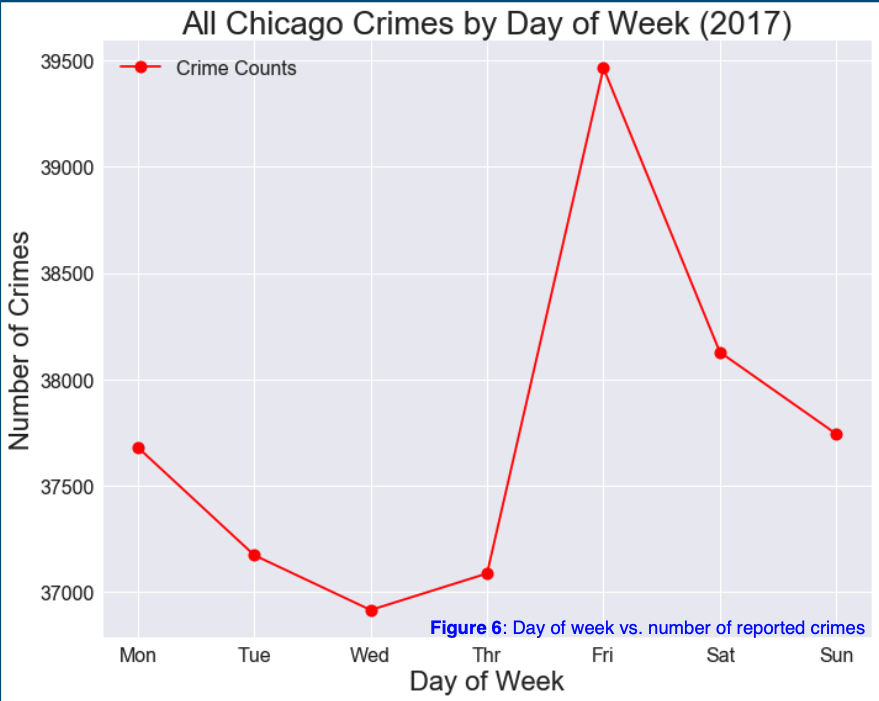 All Chicago Crimes by Day of Week (2017)
Crime Counts
39500
39000
38500
38000
37500
37000
Number of Crimes
Figure 6: Day of week vs. number of reported crimes
Mon Tue Wed Thr Fri Sat Sun
Day of Week